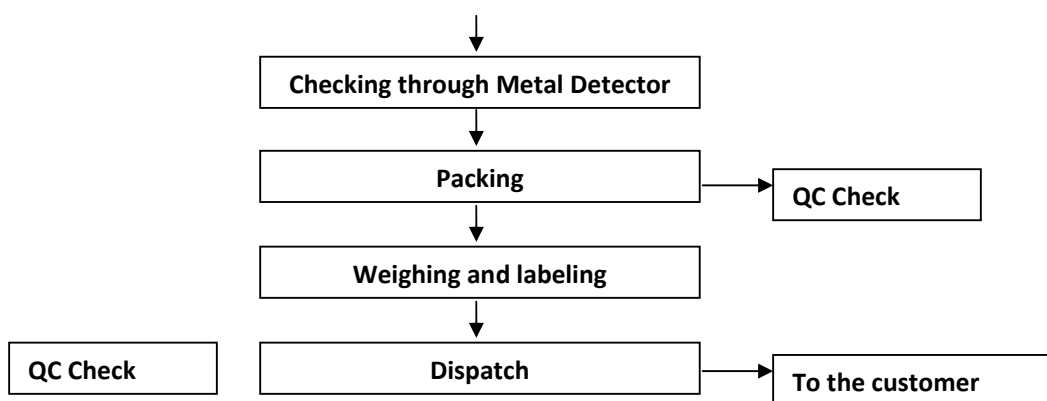 Checking through Metal Detector
Packing
QC Check
Weighing and labeling
QC Check
Dispatch
To the customer